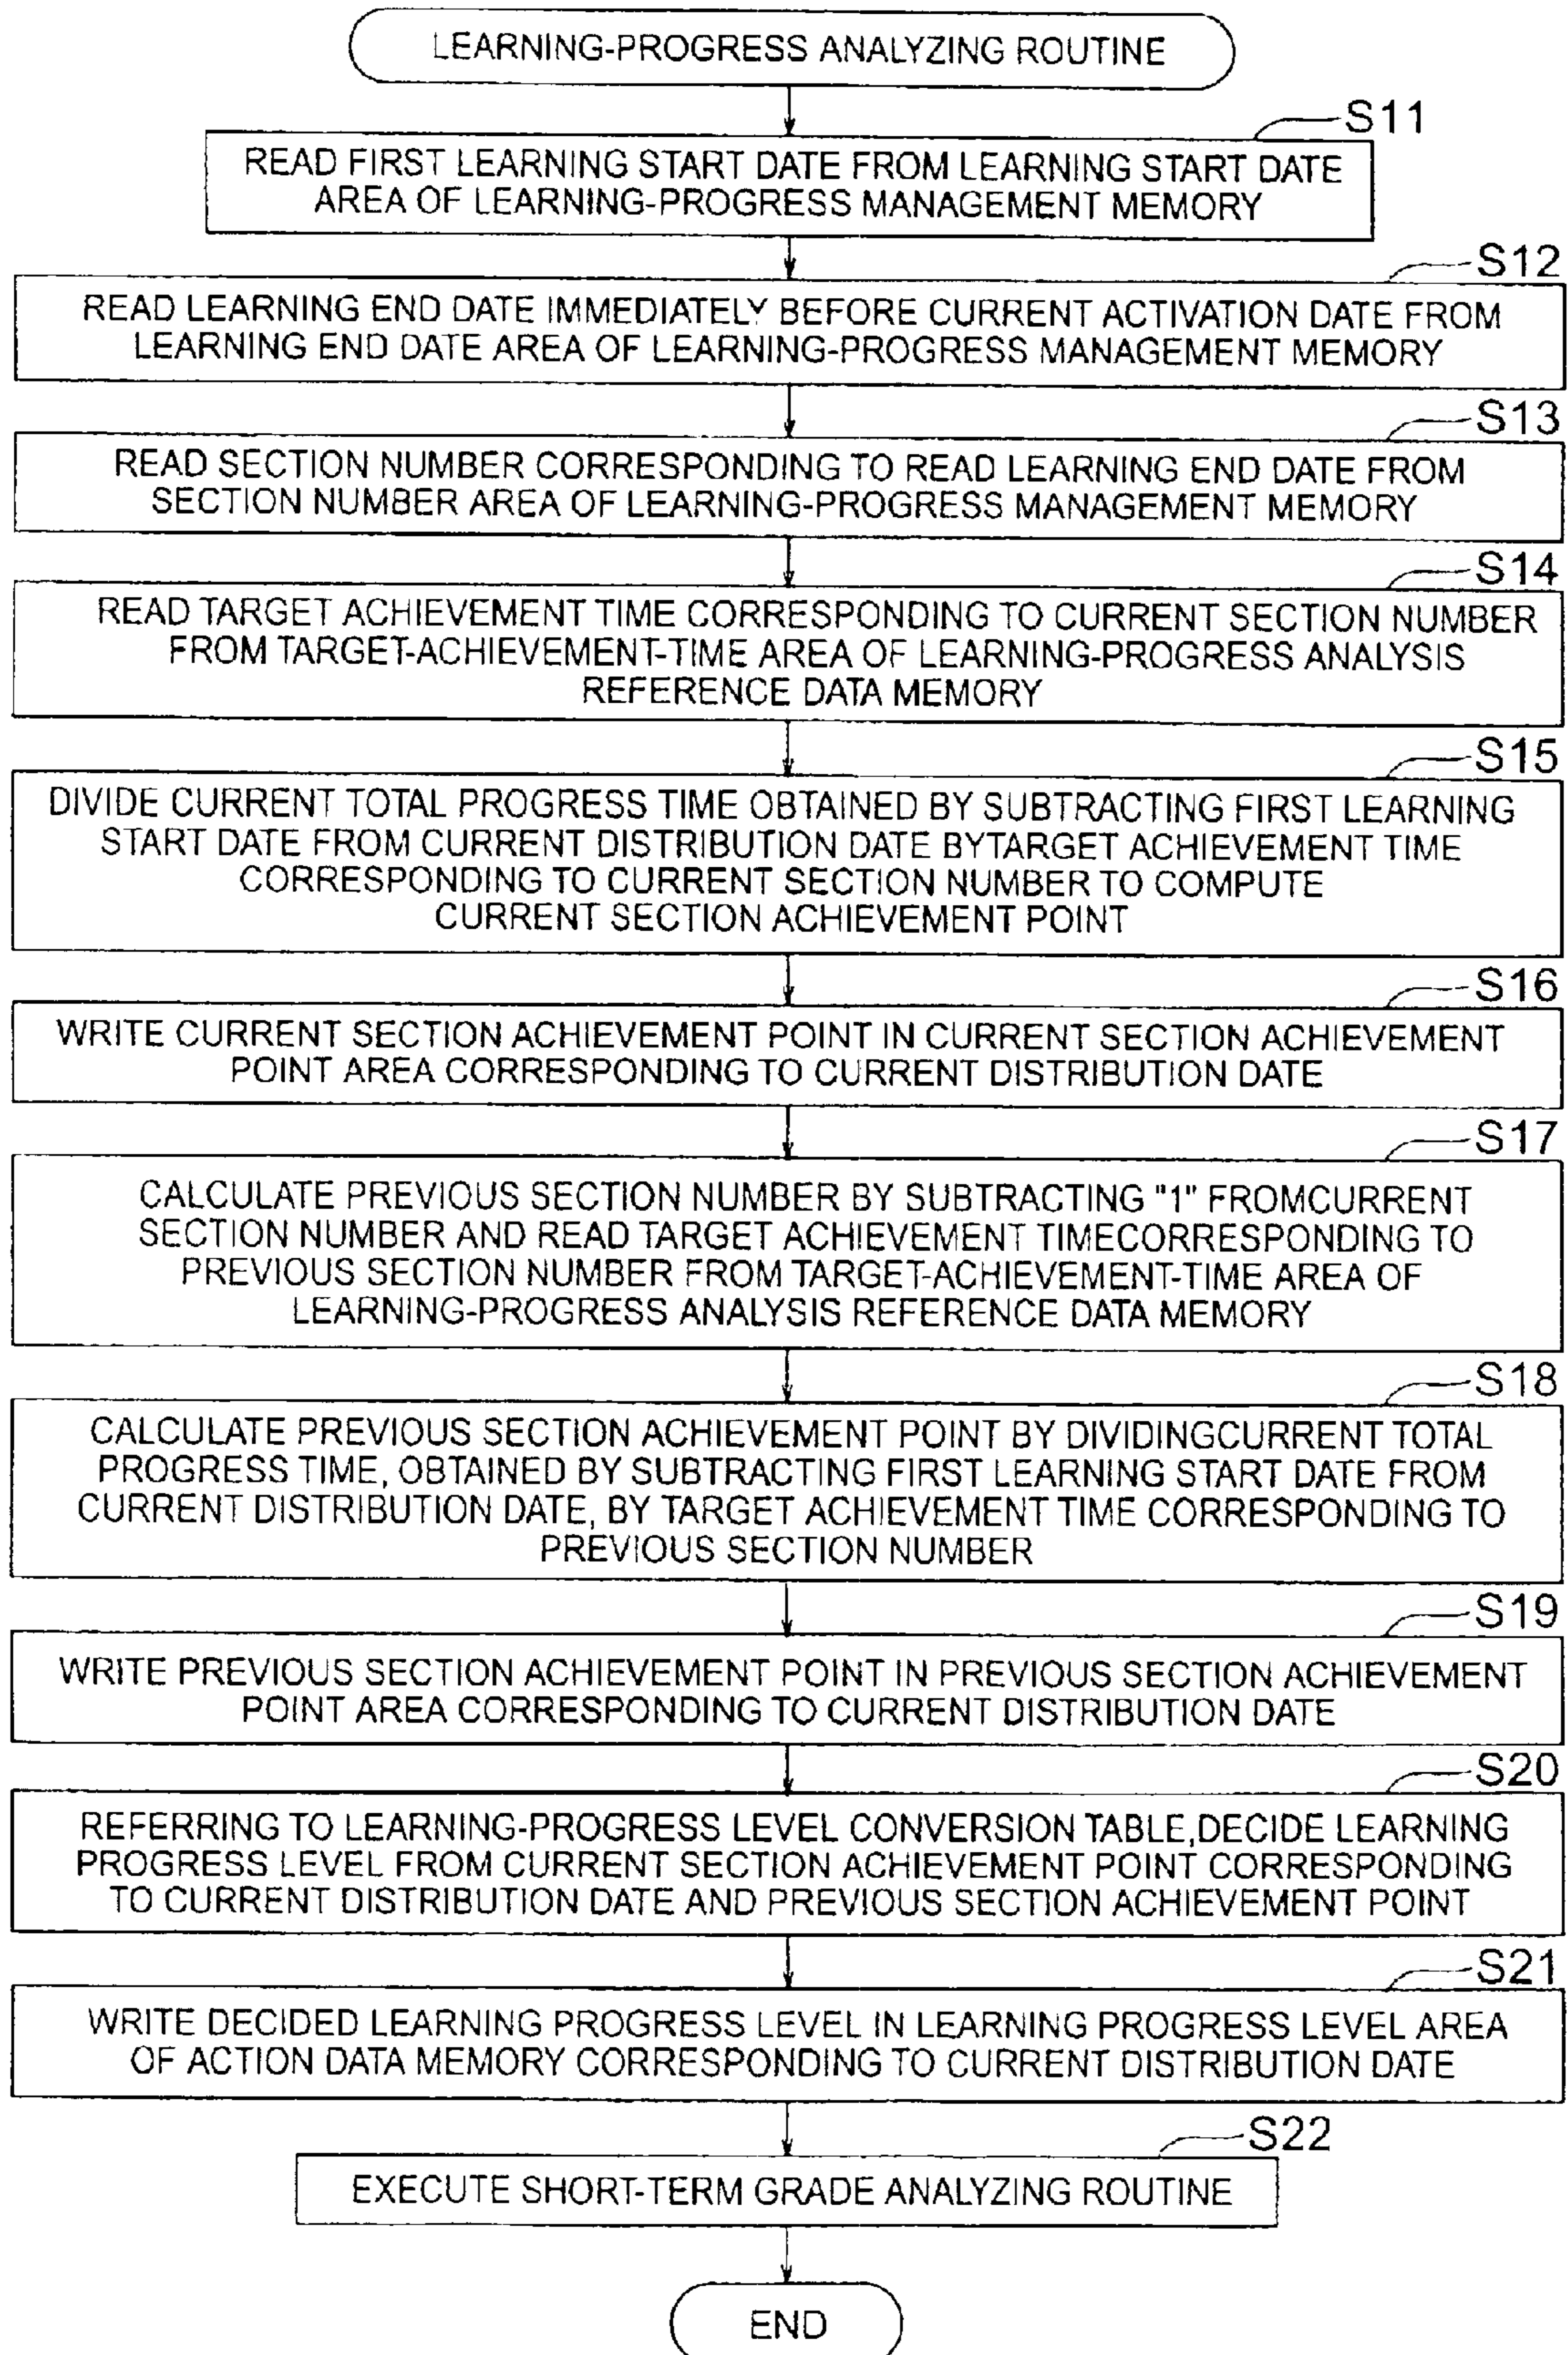 LEARNING-PROGRESS ANALYZING ROUTINE
S11
READ FIRST LEARNING START DATE FROM LEARNING START DATE
AREA OF LEARNING-PROGRESS MANAGEMENT MEMORY
S12
READ LEARNING END DATE IMMEDIATELY BEFORE CURRENT ACTIVATION DATE FROM
LEARNING END DATE AREA OF LEARNING-PROGRESS MANAGEMENT MEMORY
S13
READ SECTION NUMBER CORRESPONDING TO READ LEARNING END DATE FROM
SECTION NUMBER AREA OF LEARNING-PROGRESS MANAGEMENT MEMORY
S14
READ TARGET ACHIEVEMENT TIME CORRESPONDING TO CURRENT SECTION NUMBER
FROM TARGET-ACHIEVEMENT-TIME AREA OF LEARNING-PROGRESS ANALYSIS
REFERENCE DATA MEMORY
S15
DIVIDE CURRENT TOTAL PROGRESS TIME OBTAINED BY SUBTRACTING FIRST LEARNING
START DATE FROM CURRENT DISTRIBUTION DATE BYTARGET ACHIEVEMENT TIME
CORRESPONDING TO CURRENT SECTION NUMBER TO COMPUTE
CURRENT SECTION ACHIEVEMENT POINT
S16
WRITE CURRENT SECTION ACHIEVEMENT POINT IN CURRENT SECTION ACHIEVEMENT
POINT AREA CORRESPONDING TO CURRENT DISTRIBUTION DATE
S17
CALCULATE PREVIOUS SECTION NUMBER BY SUBTRACTING "1" FROMCURRENT
SECTION NUMBER AND READ TARGET ACHIEVEMENT TIMECORRESPONDING TO
PREVIOUS SECTION NUMBER FROM TARGET-ACHIEVEMENT-TIME AREA OF
LEARNING-PROGRESS ANALYSIS REFERENCE DATA MEMORY
S18
CALCULATE PREVIOUS SECTION ACHIEVEMENT POINT BY DIVIDINGCURRENT TOTAL
PROGRESS TIME, OBTAINED BY SUBTRACTING FIRST LEARNING START DATE FROM
CURRENT DISTRIBUTION DATE, BY TARGET ACHIEVEMENT TIME CORRESPONDING TO
PREVIOUS SECTION NUMBER
S19
WRITE PREVIOUS SECTION ACHIEVEMENT POINT IN PREVIOUS SECTION ACHIEVEMENT
POINT AREA CORRESPONDING TO CURRENT DISTRIBUTION DATE
S20
REFERRING TO LEARNING-PROGRESS LEVEL CONVERSION TABLE,DECIDE LEARNING
PROGRESS LEVEL FROM CURRENT SECTION ACHIEVEMENT POINT CORRESPONDING
TO CURRENT DISTRIBUTION DATE AND PREVIOUS SECTION ACHIEVEMENT POINT
S21
WRITE DECIDED LEARNING PROGRESS LEVEL IN LEARNING PROGRESS LEVEL AREA
OF ACTION DATA MEMORY CORRESPONDING TO CURRENT DISTRIBUTION DATE
S22
EXECUTE SHORT-TERM GRADE ANALYZING ROUTINE
END